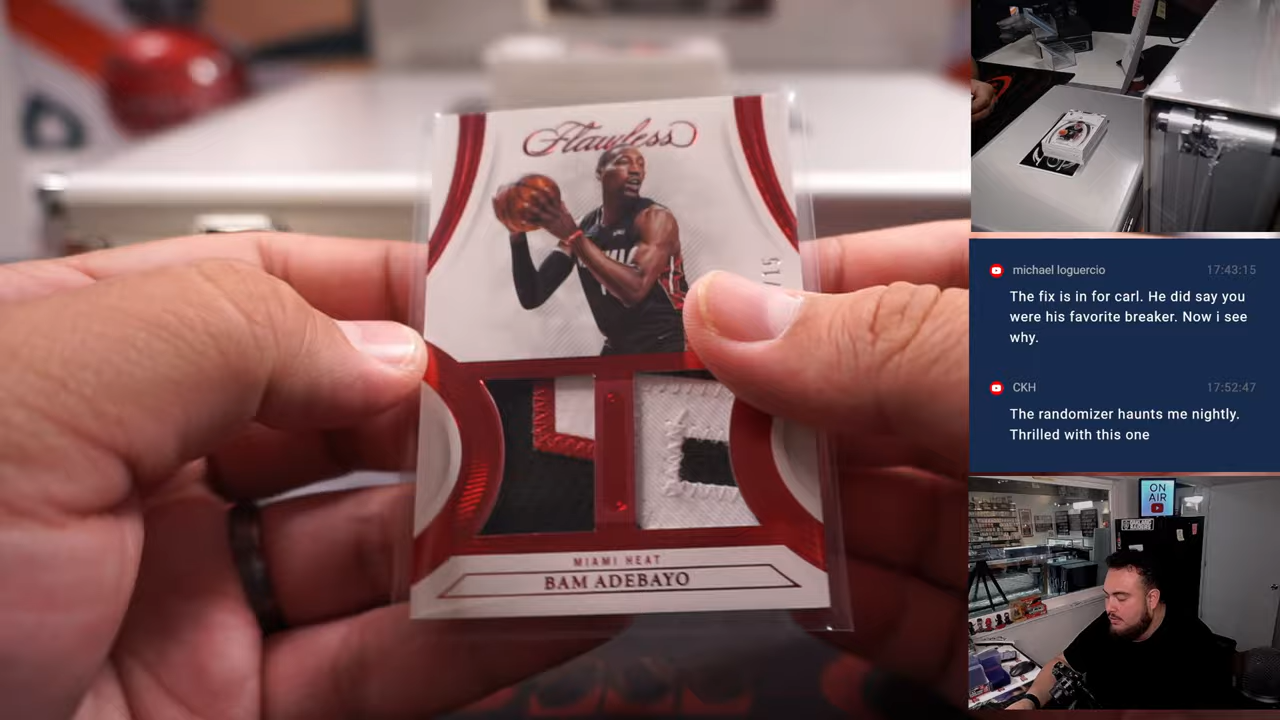 Flawless
/15
MIAMI HEAT
BAM ADEBAYO
michael loguercio 17:43:15
The fix is in for carl. He did say you
were his favorite breaker. Now i see
why.
CKH 17:52:47
The randomizer haunts me nightly.
Thrilled with this one
ON
AIR